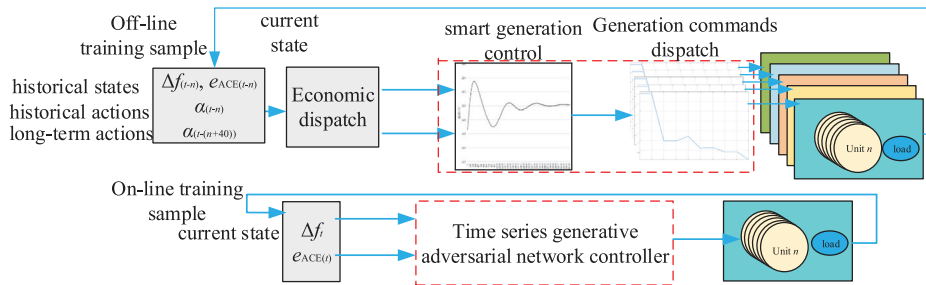 Off-line
training sample
current
state
smart generation
control
Generation commands
dispatch
historical states
historical actions
long-term actions
Δf(t-n), eACE(t-n)
α(t-n)
α(t-(n+40))
Economic
dispatch
Unit n
load
On-line training
sample
current state
Δft
eACE(t)
Time series generative
adversarial network controller
Unit n
load